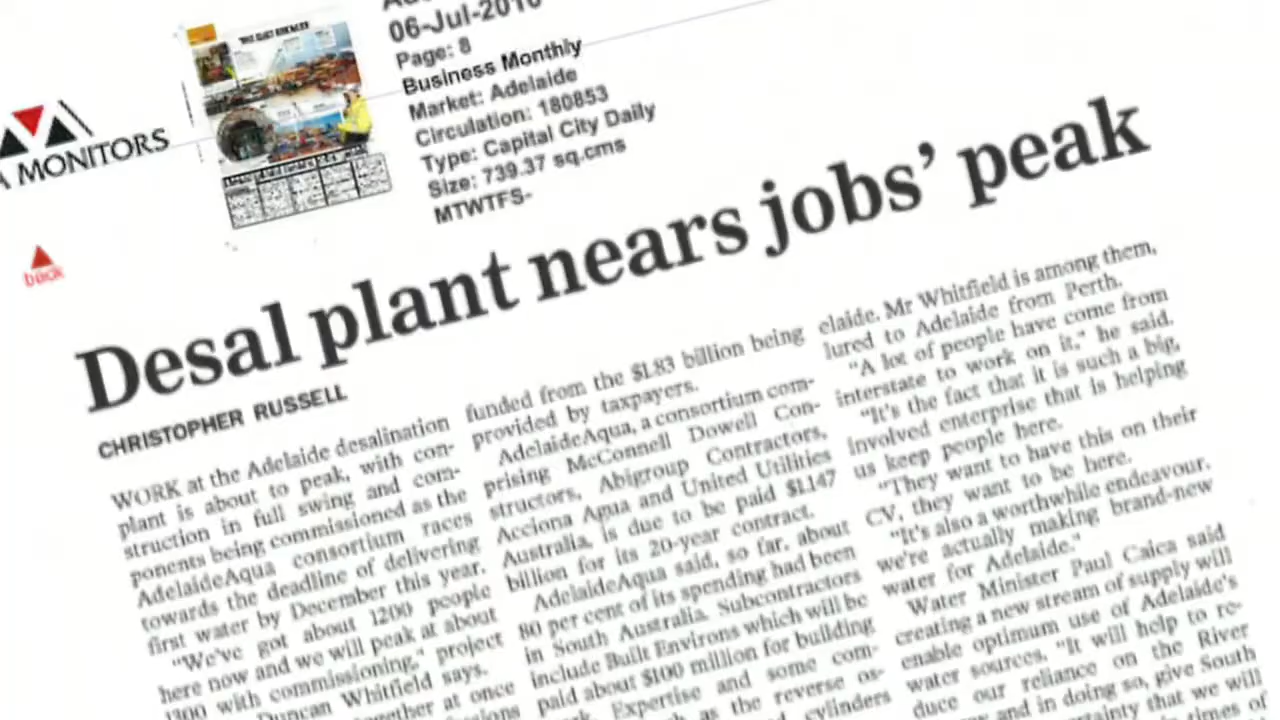 06-Jul-2010
Page: 8
Business Monthly
Market: Adelaide
Circulation: 180853
Type: Capital City Daily
Size: 739.37 sq.cms
MTWTFS-
MONITORS
back
Desal plant nears jobs’ peak
CHRISTOPHER RUSSELL
WORK at the Adelaide desalination
plant is about to peak, with con-
struction in full swing and com-
ponents being commissioned as the
AdelaideAqua consortium races
towards the deadline of delivering
first water by December this year.
"We've got about 1200 people
here now and we will peak at about
1300 with commissioning," project
Duncan Whitfield says.
at once
funded from the $1.83 billion being
provided by taxpayers.
AdelaideAqua, a consortium com-
prising McConnell Dowell Con-
structors, Abigroup Contractors,
Acciona Agua and United Utilities
Australia, is due to be paid $1.147
billion for its 20-year contract.
AdelaideAqua said, so far, about
80 per cent of its spending had been
in South Australia. Subcontractors
include Built Environs which will be
paid about $100 million for building
Expertise and some com-
as the reverse os-
cylinders
elaide. Mr Whitfield is among them,
lured to Adelaide from Perth.
"A lot of people have come from
interstate to work on it," he said.
"It's the fact that it is such a big,
involved enterprise that is helping
us keep people here.
"They want to have this on their
CV, they want to be here.
"It's also a worthwhile endeavour,
we're actually making brand-new
water for Adelaide."
Water Minister Paul Caica said
creating a new stream of supply will
enable optimum use of Adelaide's
water sources. "It will help to re-
duce our reliance on the River
and in doing so, give South
that we will
times of